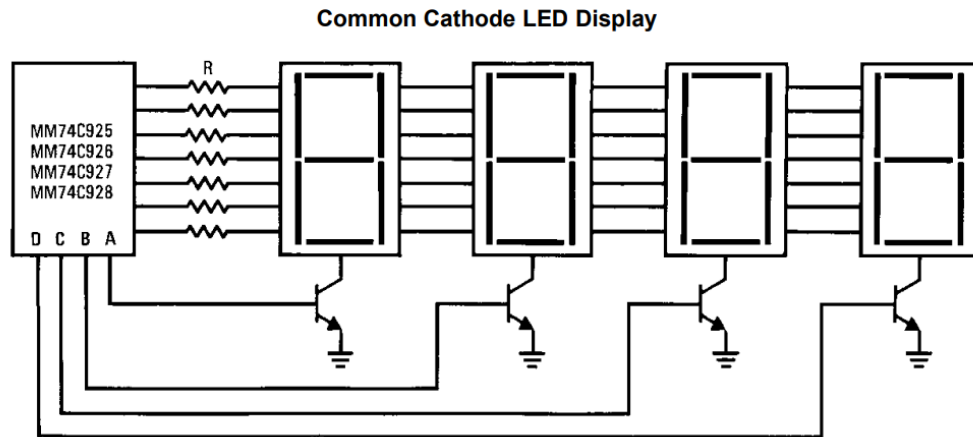 Common Cathode LED Display
R
MM74C925
MM74C926
MM74C927
MM74C928
D C B A